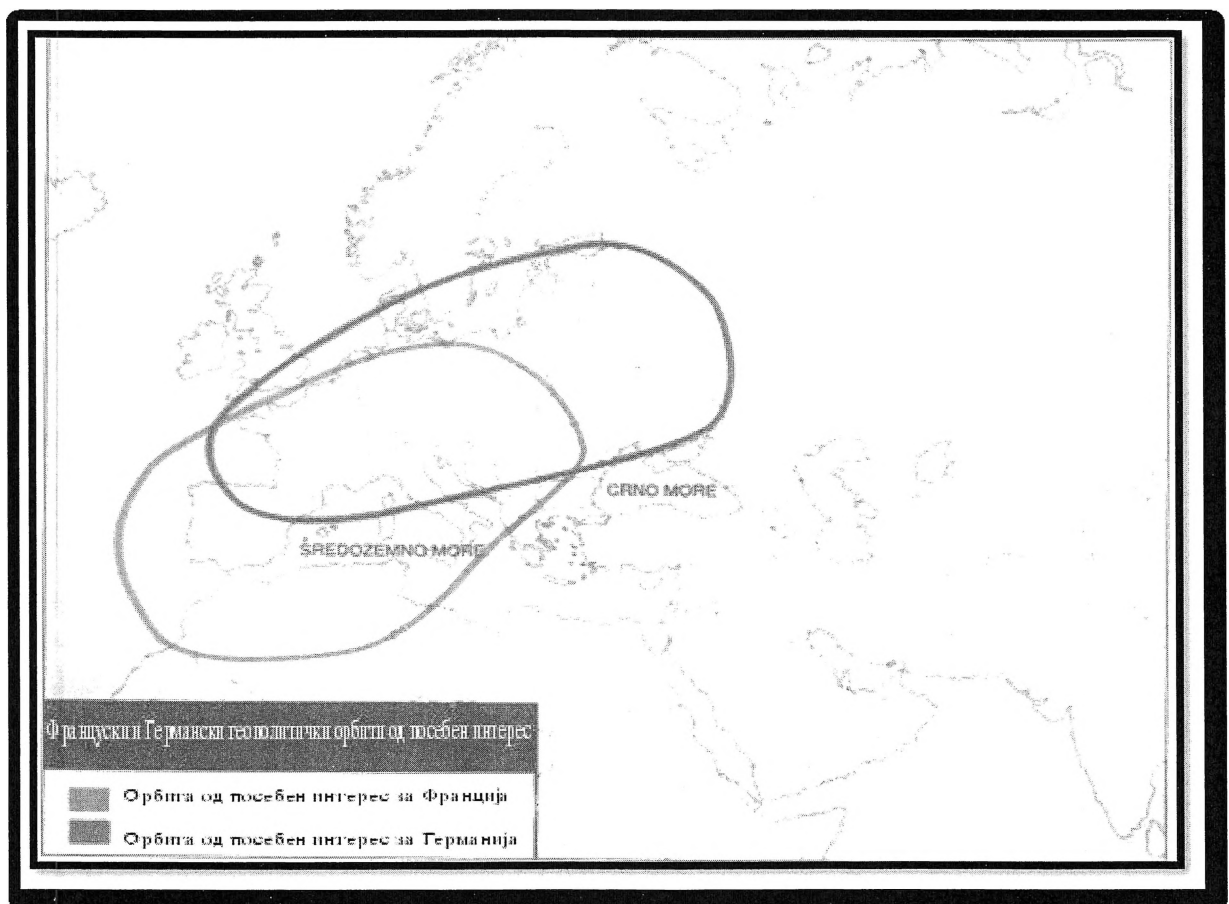 CRNO MORE
SREDOZEMNO MORE
Француски и Германски геополитички орбити од посебен интерес
Орбита од посебен интерес за Франција
Орбита од посебен интерес за Германија